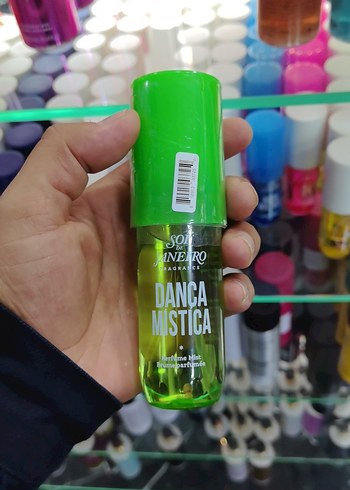 SOL
DE
JANEIRO
FRAGRANCE
DANÇA
MISTICA
Perfume Mist
Brume parfumée